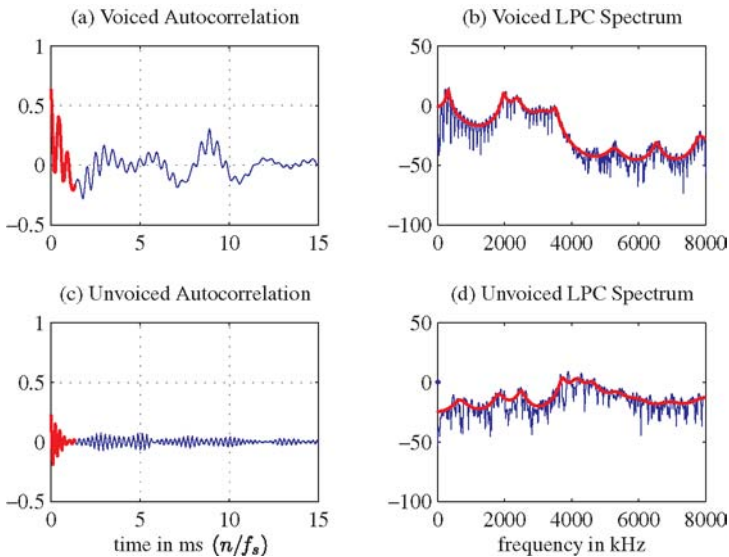 (a) Voiced Autocorrelation
(b) Voiced LPC Spectrum
1
0.5
0
−0.5
0 5 10 15
50
0
−50
−100
0 2000 4000 6000 8000
(c) Unvoiced Autocorrelation
(d) Unvoiced LPC Spectrum
1
0.5
0
−0.5
0 5 10 15
time in ms (n/fs)
50
0
−50
−100
0 2000 4000 6000 8000
frequency in kHz